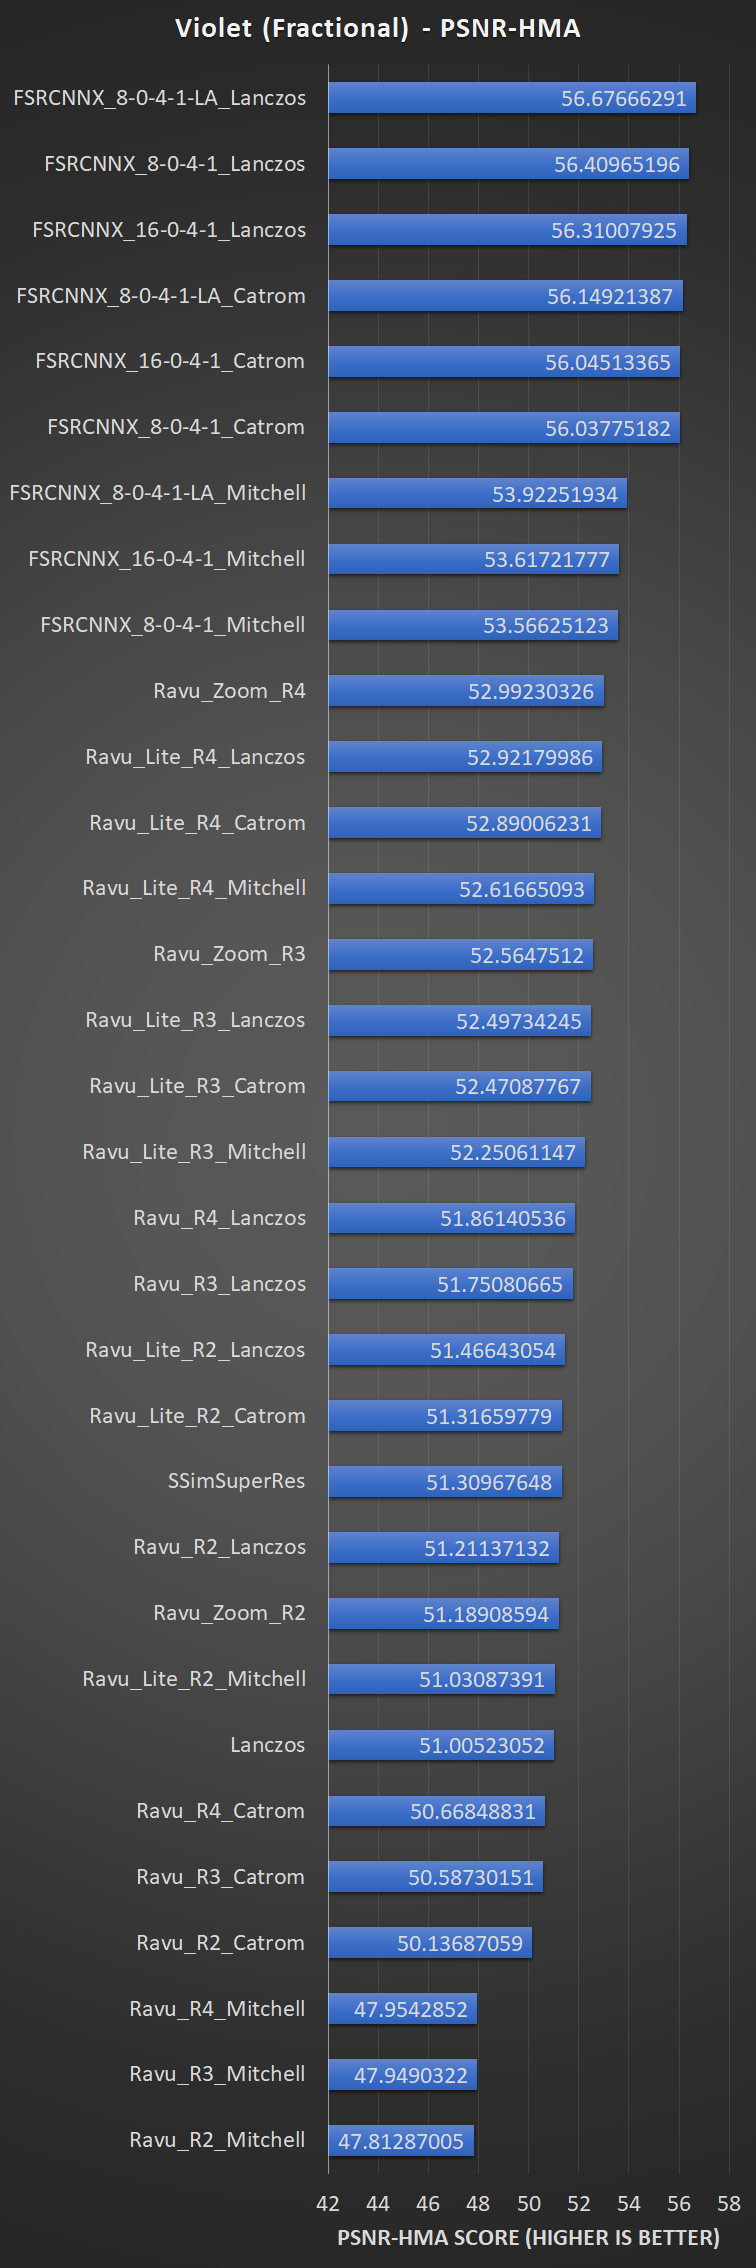 Violet (Fractional) - PSNR-HMA
FSRCNNX_8-0-4-1-LA_Lanczos 56.67666291
FSRCNNX_8-0-4-1_Lanczos 56.40965196
FSRCNNX_16-0-4-1_Lanczos 56.31007925
FSRCNNX_8-0-4-1-LA_Catrom 56.14921387
FSRCNNX_16-0-4-1_Catrom 56.04513365
FSRCNNX_8-0-4-1_Catrom 56.03775182
FSRCNNX_8-0-4-1-LA_Mitchell 53.92251934
FSRCNNX_16-0-4-1_Mitchell 53.61721777
FSRCNNX_8-0-4-1_Mitchell 53.56625123
Ravu_Zoom_R4 52.99230326
Ravu_Lite_R4_Lanczos 52.92179986
Ravu_Lite_R4_Catrom 52.89006231
Ravu_Lite_R4_Mitchell 52.61665093
Ravu_Zoom_R3 52.5647512
Ravu_Lite_R3_Lanczos 52.49734245
Ravu_Lite_R3_Catrom 52.47087767
Ravu_Lite_R3_Mitchell 52.25061147
Ravu_R4_Lanczos 51.86140536
Ravu_R3_Lanczos 51.75080665
Ravu_Lite_R2_Lanczos 51.46643054
Ravu_Lite_R2_Catrom 51.31659779
SSimSuperRes 51.30967648
Ravu_R2_Lanczos 51.21137132
Ravu_Zoom_R2 51.18908594
Ravu_Lite_R2_Mitchell 51.03087391
Lanczos 51.00523052
Ravu_R4_Catrom 50.66848831
Ravu_R3_Catrom 50.58730151
Ravu_R2_Catrom 50.13687059
Ravu_R4_Mitchell 47.9542852
Ravu_R3_Mitchell 47.9490322
Ravu_R2_Mitchell 47.81287005
42 44 46 48 50 52 54 56 58
PSNR-HMA SCORE (HIGHER IS BETTER)